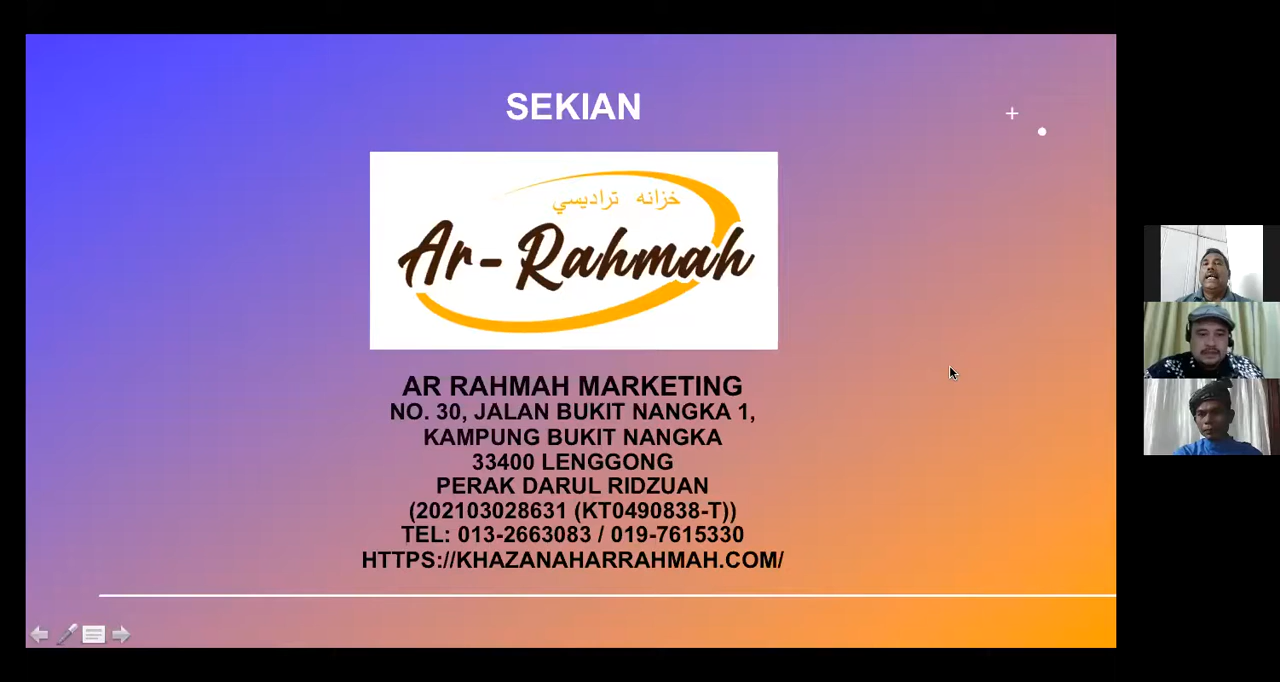 SEKIAN
خزانه تراديسي
Ar-Rahmah
AR RAHMAH MARKETING
NO. 30, JALAN BUKIT NANGKA 1,
KAMPUNG BUKIT NANGKA
33400 LENGGONG
PERAK DARUL RIDZUAN
(202103028631 (KT0490838-T))
TEL: 013-2663083 / 019-7615330
HTTPS://KHAZANAHARRAHMAH.COM/